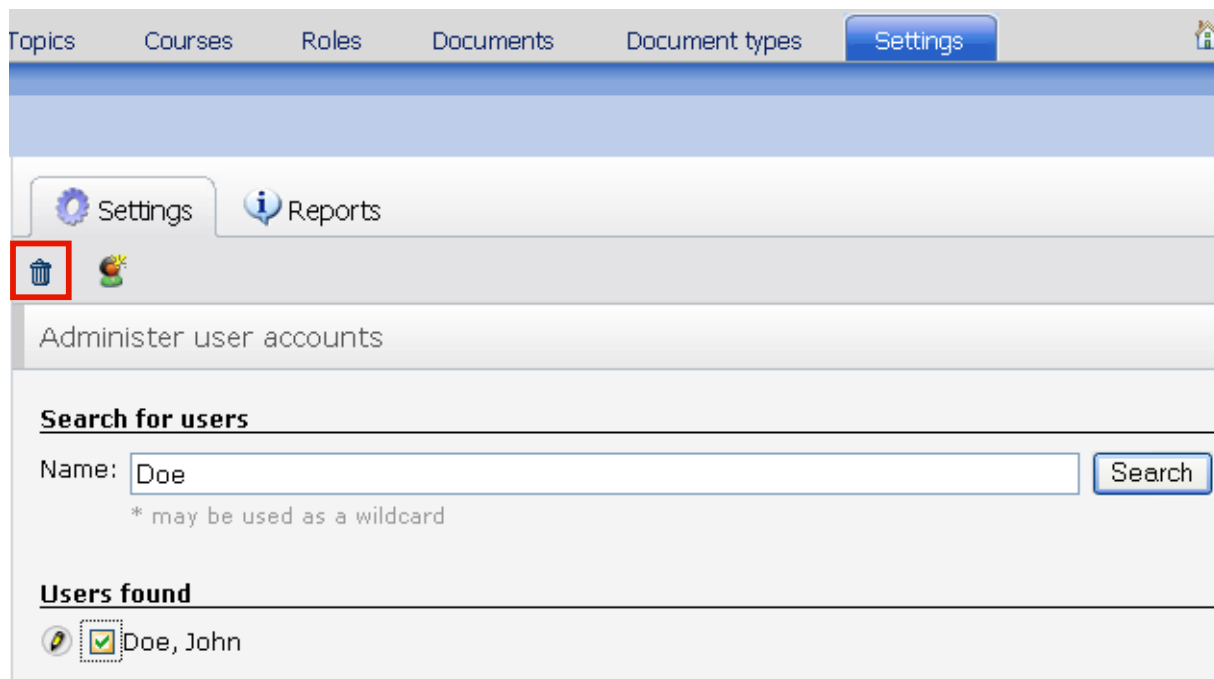 Topics Courses Roles Documents Document types Settings
Settings Reports
Administer user accounts
Search for users
Name: Doe Search
* may be used as a wildcard
Users found
Doe, John